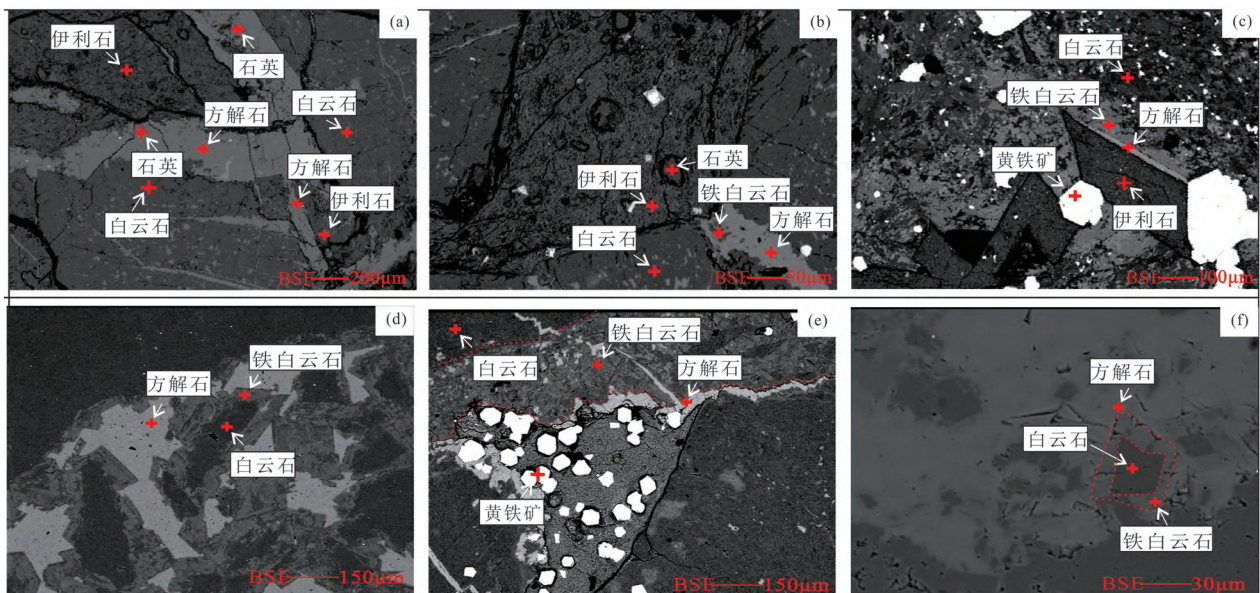 (a)
伊利石
石英
白云石
方解石
石英
方解石
伊利石
白云石
BSE 200μm
(b)
石英
伊利石
铁白云石
方解石
白云石
BSE 50μm
(c)
白云石
铁白云石
方解石
黄铁矿
伊利石
BSE 100μm
(d)
铁白云石
方解石
白云石
BSE 150μm
(e)
铁白云石
白云石
方解石
黄铁矿
BSE 150μm
(f)
方解石
白云石
铁白云石
BSE 30μm